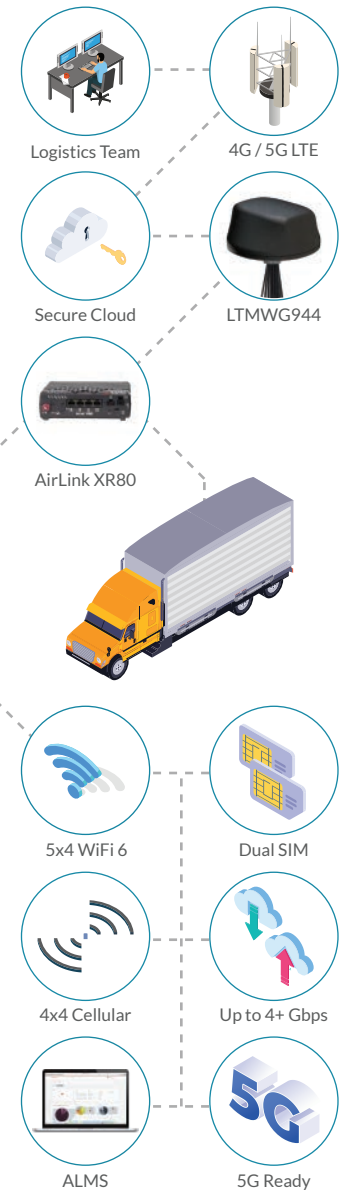 Logistics Team
4G / 5G LTE
Secure Cloud
LTMWG944
AirLink XR80
5x4 WiFi 6
Dual SIM
4x4 Cellular
Up to 4+ Gbps
5G
ALMS
5G Ready